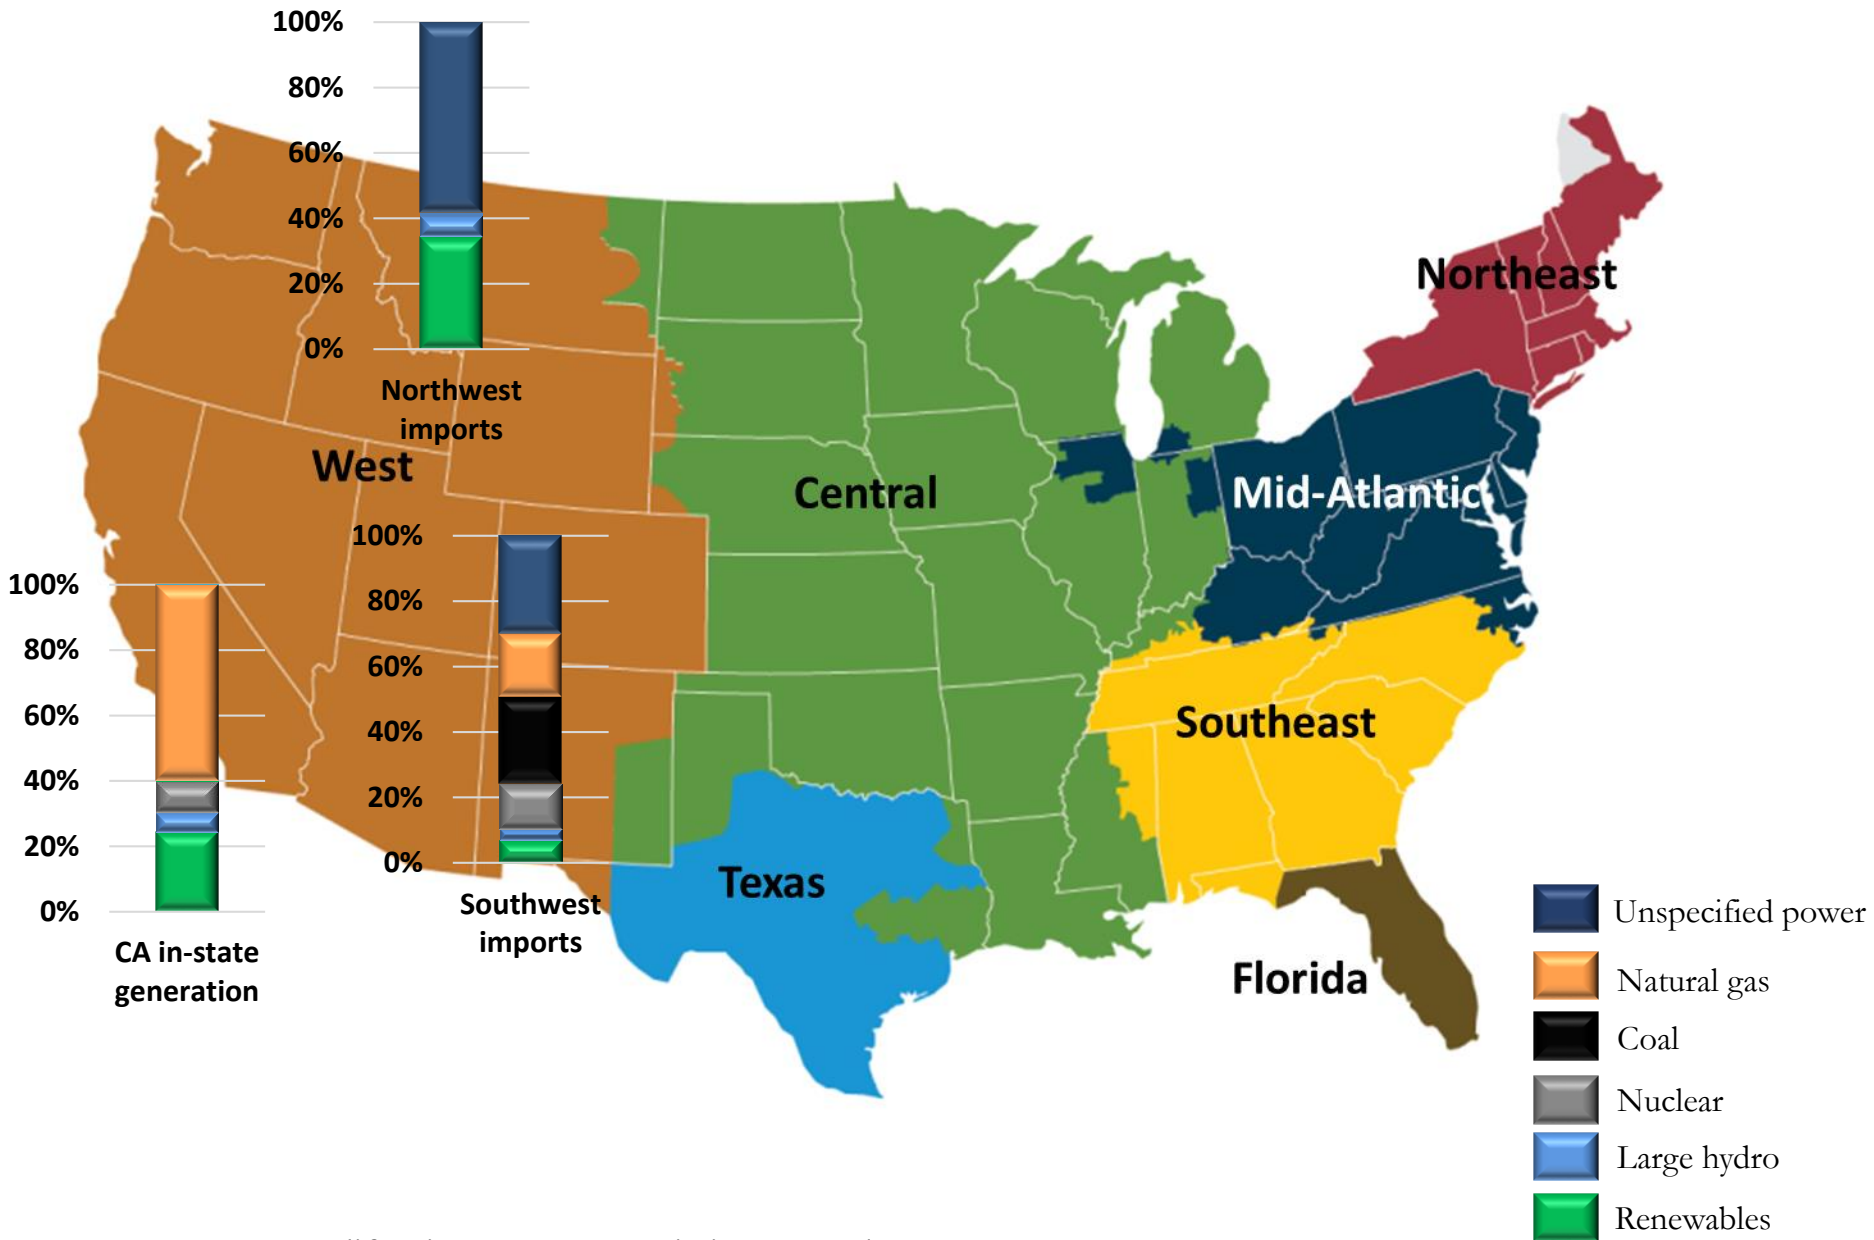 100%
80%
60%
40%
20%
0%
Northwest
imports
West
Central
Northeast
Mid-Atlantic
Southeast
Texas
Florida
100%
80%
60%
40%
20%
0%
Southwest
imports
100%
80%
60%
40%
20%
0%
CA in-state
generation
Unspecified power
Natural gas
Coal
Nuclear
Large hydro
Renewables